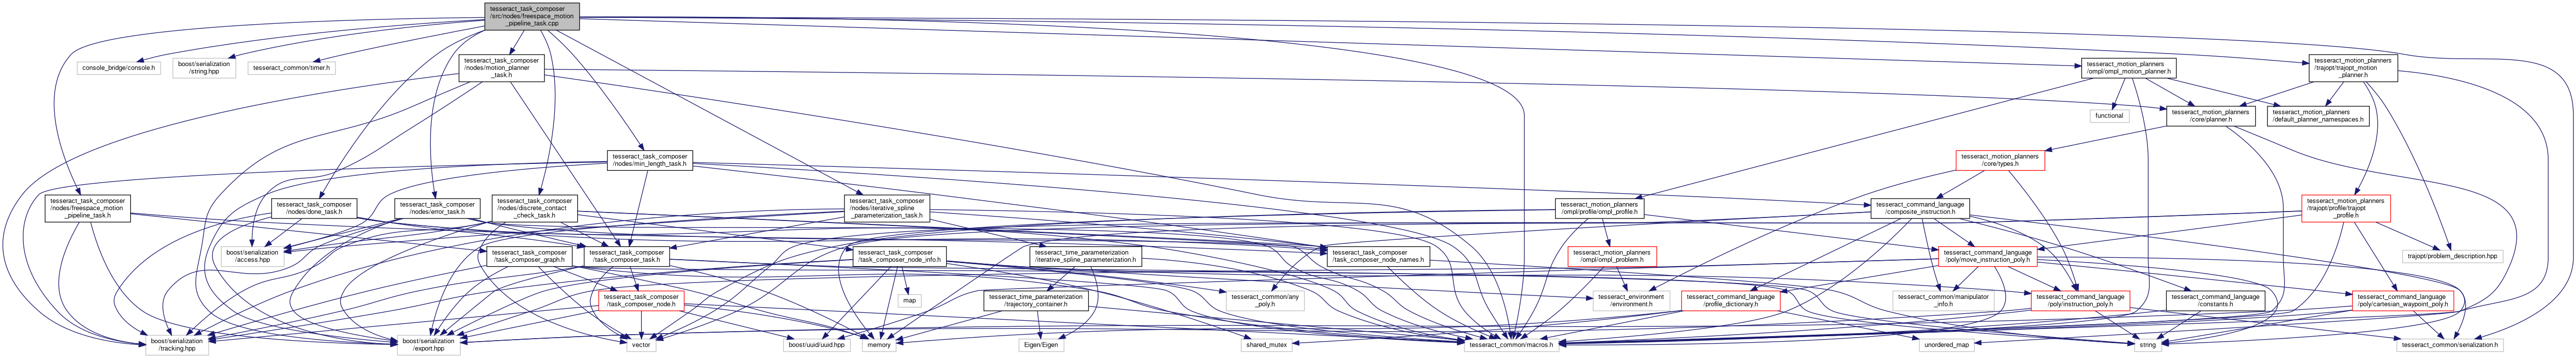 tesseract_task_composer
/src/nodes/freespace_motion
_pipeline_task.cpp
console_bridge/console.h
boost/serialization
/string.hpp
tesseract_common/timer.h
tesseract_task_composer
/nodes/motion_planner
_task.h
tesseract_motion_planners
/ompl/ompl_motion_planner.h
tesseract_motion_planners
/trajopt/trajopt_motion
_planner.h
functional
tesseract_motion_planners
/core/planner.h
tesseract_motion_planners
/default_planner_namespaces.h
tesseract_task_composer
/nodes/min_length_task.h
tesseract_motion_planners
/core/types.h
tesseract_task_composer
/nodes/freespace_motion
_pipeline_task.h
tesseract_task_composer
/nodes/done_task.h
tesseract_task_composer
/nodes/error_task.h
tesseract_task_composer
/nodes/discrete_contact
_check_task.h
tesseract_task_composer
/nodes/iterative_spline
_parameterization_task.h
tesseract_motion_planners
/ompl/profile/ompl_profile.h
tesseract_command_language
/composite_instruction.h
tesseract_motion_planners
/trajopt/profile/trajopt
_profile.h
boost/serialization
/access.hpp
tesseract_task_composer
/task_composer_graph.h
tesseract_task_composer
/task_composer_task.h
tesseract_task_composer
/task_composer_node_info.h
tesseract_time_parameterization
/iterative_spline_parameterization.h
tesseract_task_composer
/task_composer_node_names.h
tesseract_motion_planners
/ompl/ompl_problem.h
tesseract_command_language
/poly/move_instruction_poly.h
trajopt/problem_description.hpp
tesseract_task_composer
/task_composer_node.h
map
tesseract_time_parameterization
/trajectory_container.h
tesseract_common/any
_poly.h
tesseract_environment
/environment.h
tesseract_command_language
/profile_dictionary.h
tesseract_common/manipulator
_info.h
tesseract_command_language
/poly/instruction_poly.h
tesseract_command_language
/constants.h
tesseract_command_language
/poly/cartesian_waypoint_poly.h
boost/serialization
/tracking.hpp
boost/serialization
/export.hpp
vector
boost/uuid/uuid.hpp
memory
Eigen/Eigen
shared_mutex
tesseract_common/macros.h
unordered_map
string
tesseract_common/serialization.h